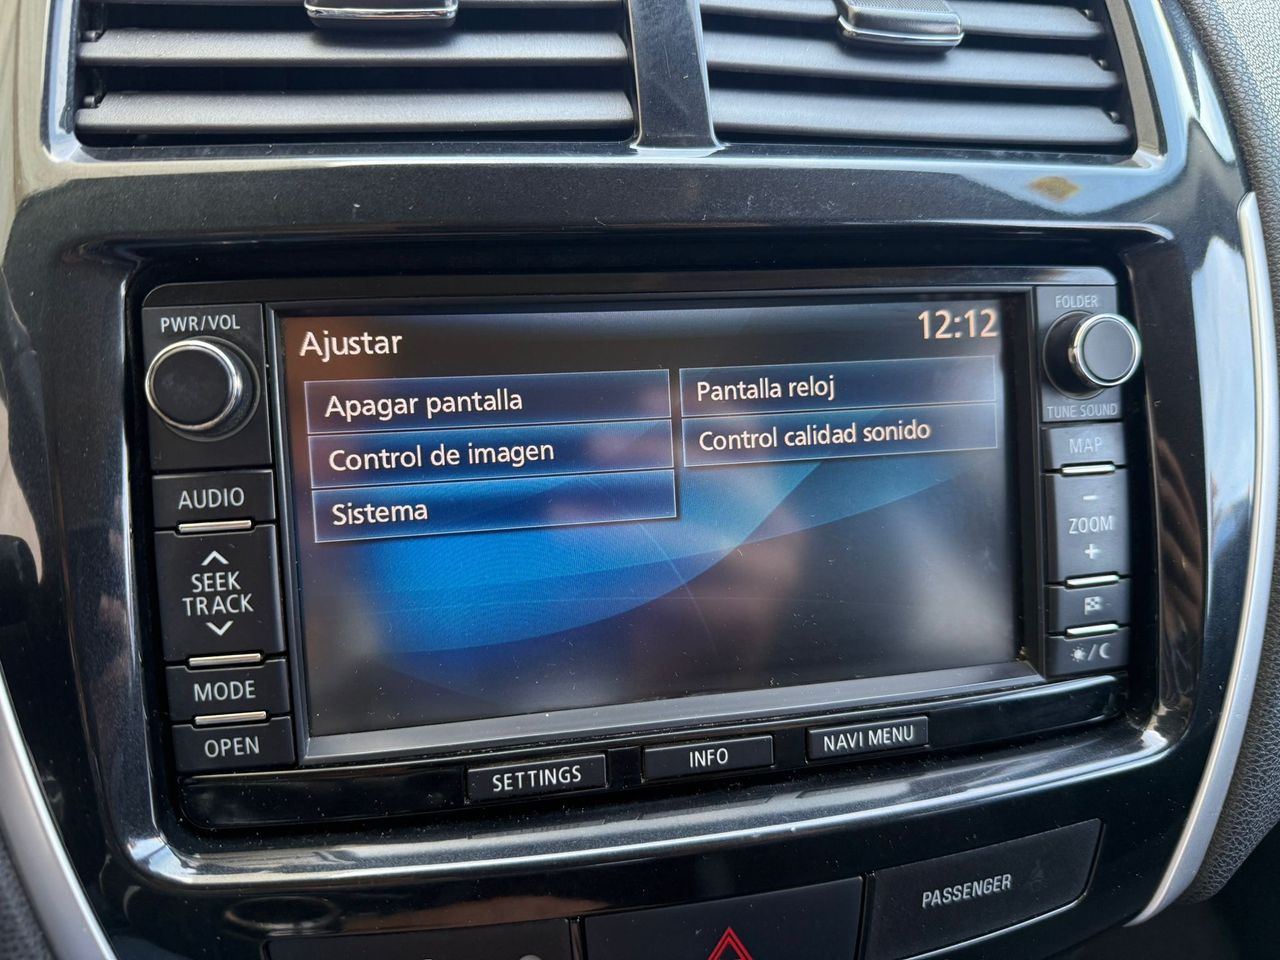 PWR/VOL
AUDIO
SEEK
TRACK
MODE
OPEN
Ajustar
12:12
Apagar pantalla
Pantalla reloj
Control de imagen
Control calidad sonido
Sistema
FOLDER
TUNE SOUND
MAP
-
ZOOM
+
SETTINGS
INFO
NAVI MENU
PASSENGER